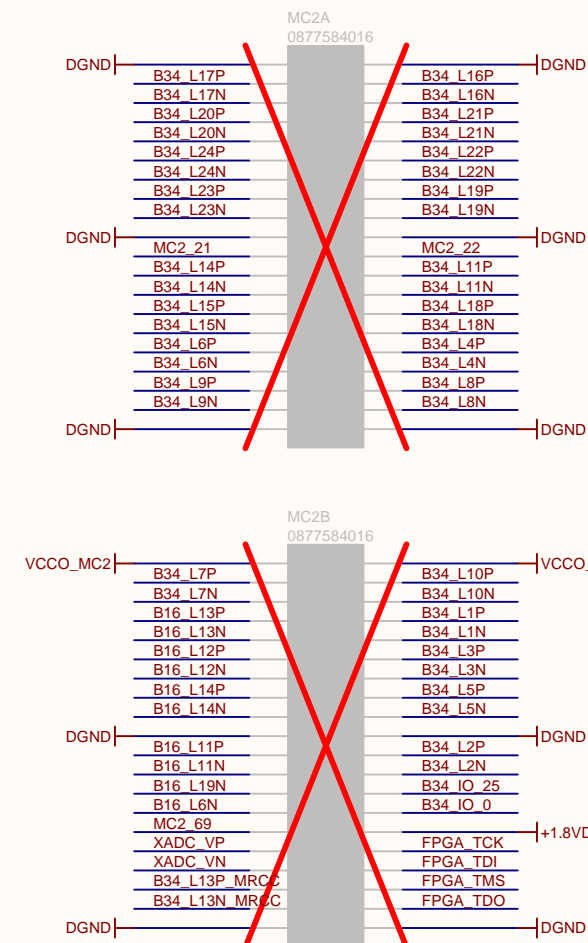 MC2A
0877584016
DGND DGND
B34_L17P B34_L16P
B34_L17N B34_L16N
B34_L20P B34_L21P
B34_L20N B34_L21N
B34_L24P B34_L22P
B34_L24N B34_L22N
B34_L23P B34_L19P
B34_L23N B34_L19N
DGND DGND
MC2_21 MC2_22
B34_L14P B34_L11P
B34_L14N B34_L11N
B34_L15P B34_L18P
B34_L15N B34_L18N
B34_L6P B34_L4P
B34_L6N B34_L4N
B34_L9P B34_L8P
B34_L9N B34_L8N
DGND DGND
MC2B
0877584016
VCCO_MC2 VCCO_
B34_L7P B34_L10P
B34_L7N B34_L10N
B16_L13P B34_L1P
B16_L13N B34_L1N
B16_L12P B34_L3P
B16_L12N B34_L3N
B16_L14P B34_L5P
B16_L14N B34_L5N
DGND DGND
B16_L11P B34_L2P
B16_L11N B34_L2N
B16_L19N B34_IO_25
B16_L6N B34_IO_0
MC2_69 +1.8VD
XADC_VP FPGA_TCK
XADC_VN FPGA_TDI
B34_L13P_MRCC FPGA_TMS
B34_L13N_MRCC FPGA_TDO
DGND DGND